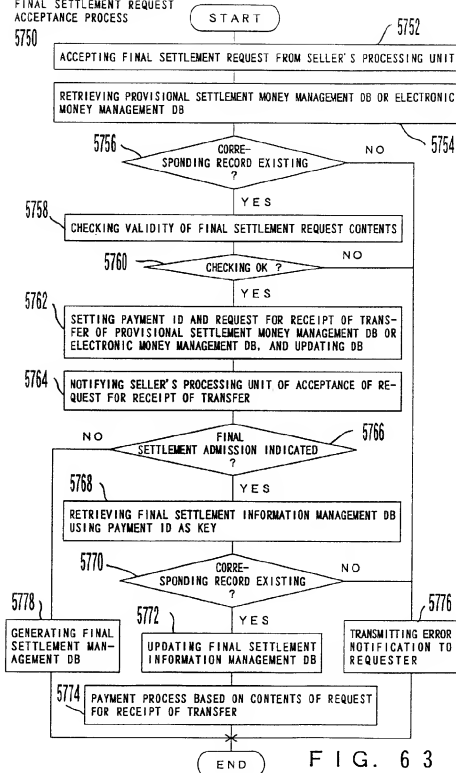 FINAL SETTLEMENT REQUEST
ACCEPTANCE PROCESS
5750
START
5752
ACCEPTING FINAL SETTLEMENT REQUEST FROM SELLER'S PROCESSING UNIT
RETRIEVING PROVISIONAL SETTLEMENT MONEY MANAGEMENT DB OR ELECTRONIC
MONEY MANAGEMENT DB
5754
5756
CORRE-
SPONDING RECORD EXISTING
?
NO
YES
5758
CHECKING VALIDITY OF FINAL SETTLEMENT REQUEST CONTENTS
5760
CHECKING OK ?
NO
YES
5762
SETTING PAYMENT ID AND REQUEST FOR RECEIPT OF TRANS-
FER OF PROVISIONAL SETTLEMENT MONEY MANAGEMENT DB OR
ELECTRONIC MONEY MANAGEMENT DB, AND UPDATING DB
5764
NOTIFYING SELLER'S PROCESSING UNIT OF ACCEPTANCE OF RE-
QUEST FOR RECEIPT OF TRANSFER
NO
FINAL
SETTLEMENT ADMISSION INDICATED
?
5766
YES
5768
RETRIEVING FINAL SETTLEMENT INFORMATION MANAGEMENT DB
USING PAYMENT ID AS KEY
5770
CORRE-
SPONDING RECORD EXISTING
?
NO
YES
5778
GENERATING FINAL
SETTLEMENT MAN-
AGEMENT DB
5772
UPDATING FINAL SETTLEMENT
INFORMATION MANAGEMENT DB
5776
TRANSMITTING ERROR
NOTIFICATION TO
REQUESTER
5774
PAYMENT PROCESS BASED ON CONTENTS OF REQUEST
FOR RECEIPT OF TRANSFER
END
FIG. 63